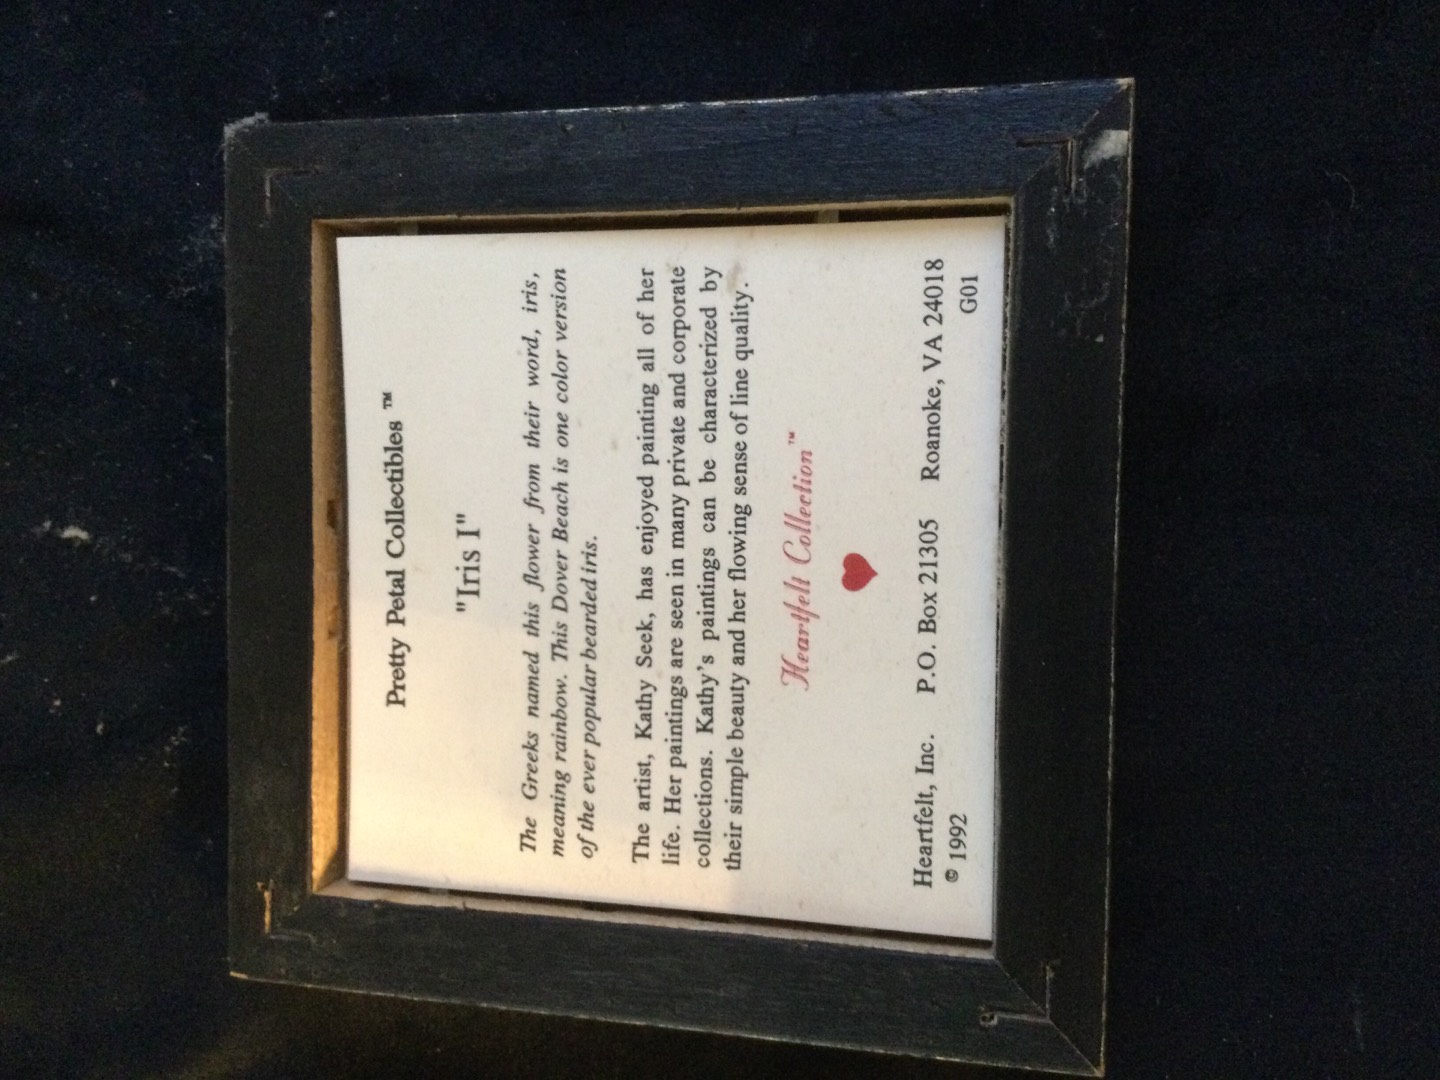 Pretty Petal Collectibles ™
"Iris I"
The Greeks named this flower from their word, iris,
meaning rainbow. This Dover Beach is one color version
of the ever popular bearded iris.
The artist, Kathy Seek, has enjoyed painting all of her
life. Her paintings are seen in many private and corporate
collections. Kathy's paintings can be characterized by
their simple beauty and her flowing sense of line quality.
Heartfelt Collection™
Heartfelt, Inc. P.O. Box 21305 Roanoke, VA 24018
© 1992 G01